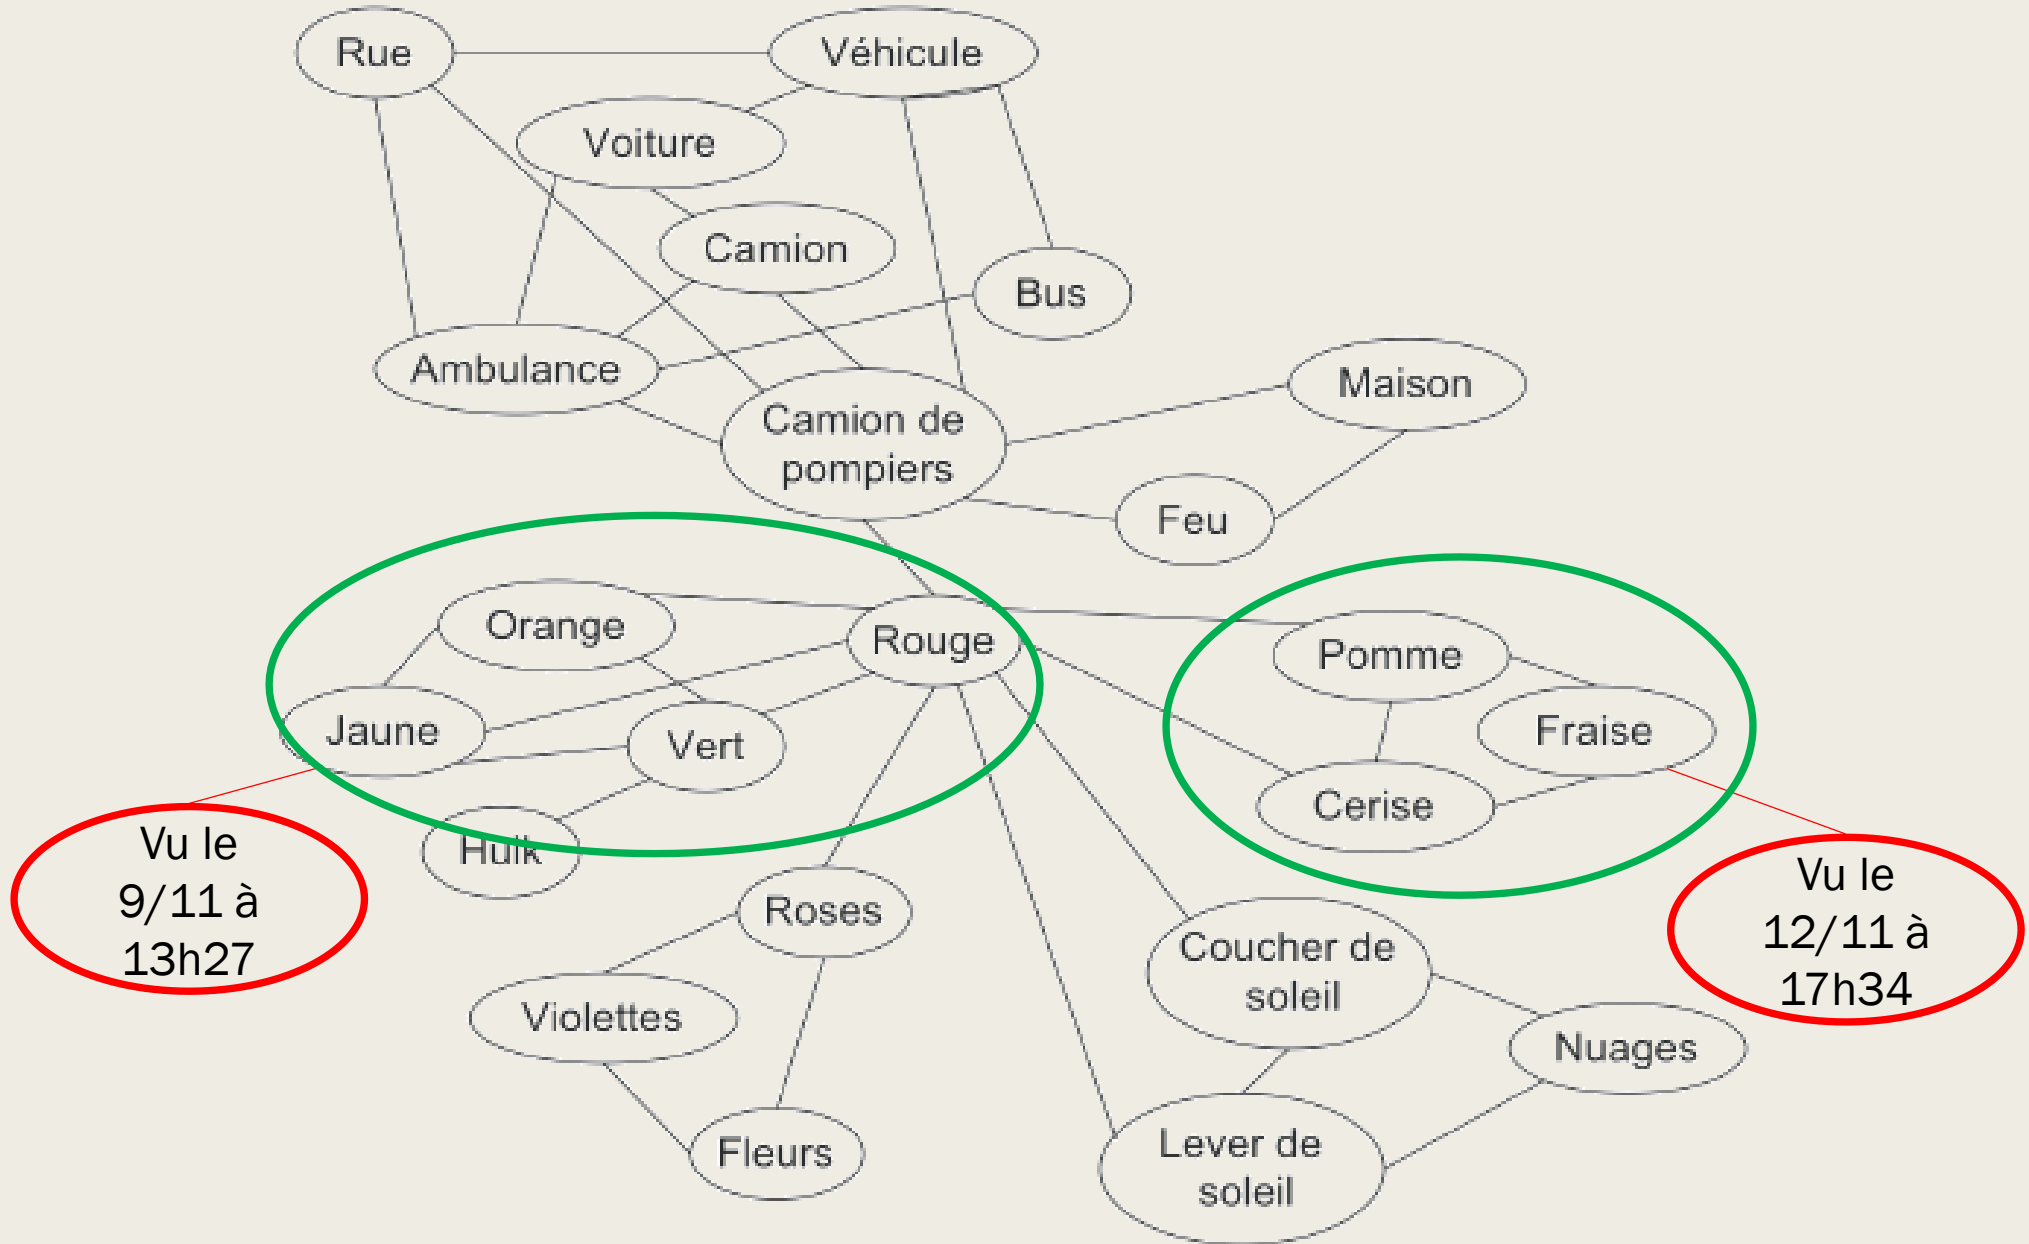 Rue
Véhicule
Voiture
Camion
Bus
Ambulance
Maison
Camion de
pompiers
Feu
Orange
Rouge
Pomme
Jaune
Vert
Fraise
Cerise
Hulk
Vu le
9/11 à
13h27
Vu le
12/11 à
17h34
Roses
Coucher de
soleil
Violettes
Nuages
Fleurs
Lever de
soleil